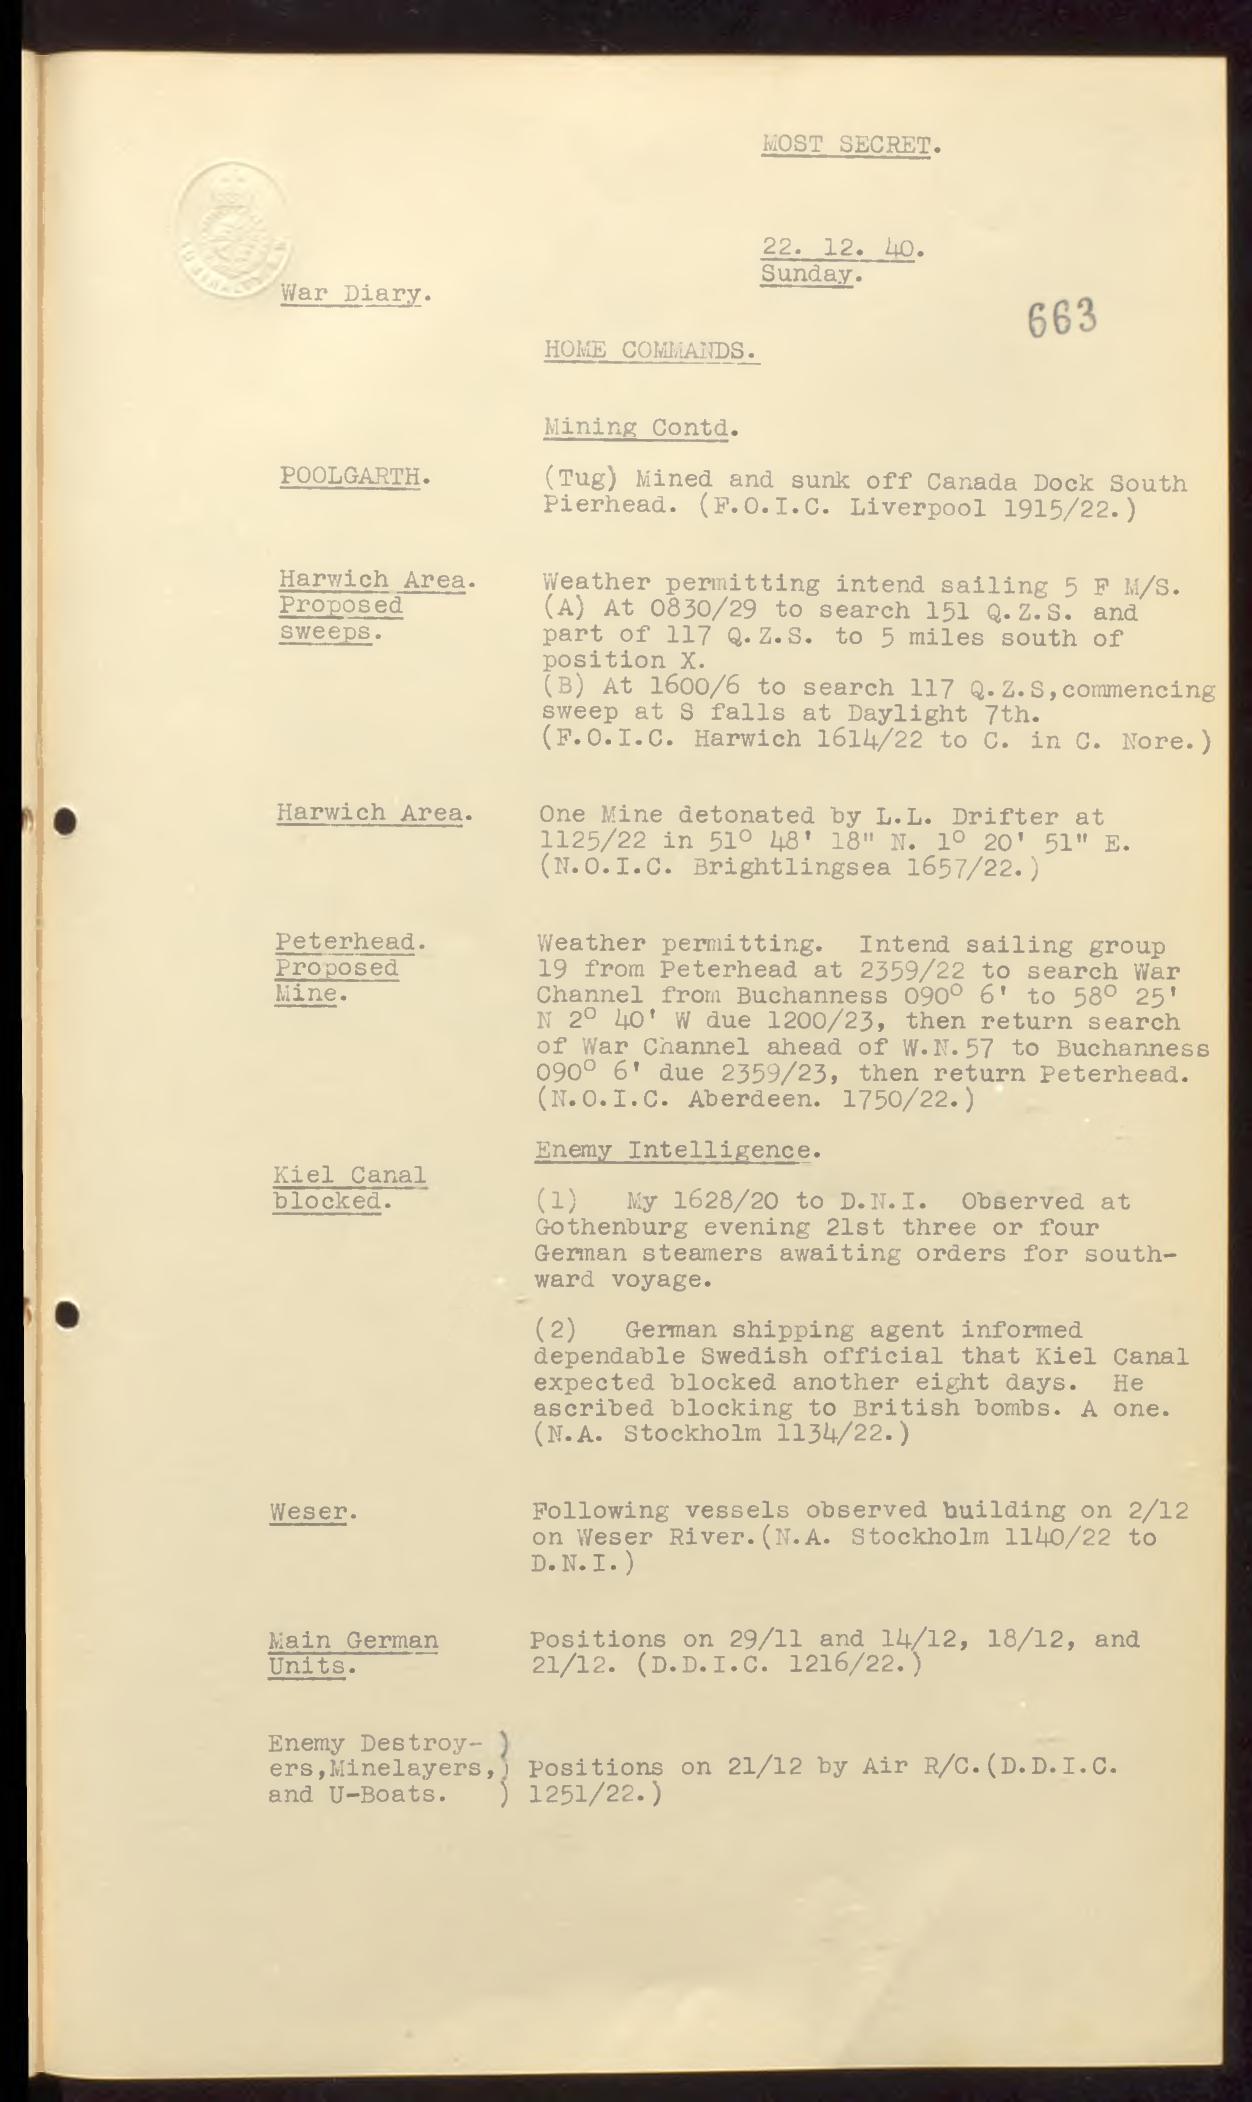 MOST SECRET.
22. 12. 40.
Sunday.
War Diary.
663
HOME COMMANDS.
Mining Contd.
POOLGARTH.
(Tug) Mined and sunk off Canada Dock South
Pierhead. (F.O.I.C. Liverpool 1915/22.)
Harwich Area.
Proposed
sweeps.
Weather permitting intend sailing 5 F M/S.
(A) At 0830/29 to search 151 Q.Z.S. and
part of 117 Q.Z.S. to 5 miles south of
position X.
(B) At 1600/6 to search 117 Q.Z.S,commencing
sweep at S falls at Daylight 7th.
(F.O.I.C. Harwich 1614/22 to C. in C. Nore.)
Harwich Area.
One Mine detonated by L.L. Drifter at
1125/22 in 51° 48' 18" N. 1° 20' 51" E.
(N.O.I.C. Brightlingsea 1657/22.)
Peterhead.
Proposed
Mine.
Weather permitting. Intend sailing group
19 from Peterhead at 2359/22 to search War
Channel from Buchanness 090° 6' to 58° 25'
N 2° 40' W due 1200/23, then return search
of War Channel ahead of W.N.57 to Buchanness
090° 6' due 2359/23, then return Peterhead.
(N.O.I.C. Aberdeen. 1750/22.)
Enemy Intelligence.
Kiel Canal
blocked.
(1) My 1628/20 to D.N.I. Observed at
Gothenburg evening 21st three or four
German steamers awaiting orders for south-
ward voyage.
(2) German shipping agent informed
dependable Swedish official that Kiel Canal
expected blocked another eight days. He
ascribed blocking to British bombs. A one.
(N.A. Stockholm 1134/22.)
Weser.
Following vessels observed building on 2/12
on Weser River.(N.A. Stockholm 1140/22 to
D.N.I.)
Main German
Units.
Positions on 29/11 and 14/12, 18/12, and
21/12. (D.D.I.C. 1216/22.)
Enemy Destroy- )
ers,Minelayers,)
and U-Boats. )
Positions on 21/12 by Air R/C.(D.D.I.C.
1251/22.)